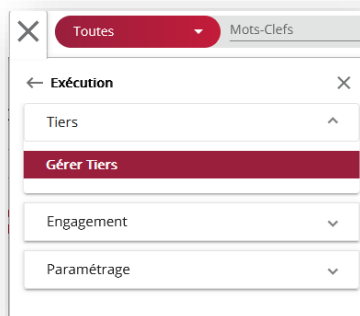 Toutes
Mots-Clefs
Exécution
Tiers
Gérer Tiers
Engagement
Paramétrage